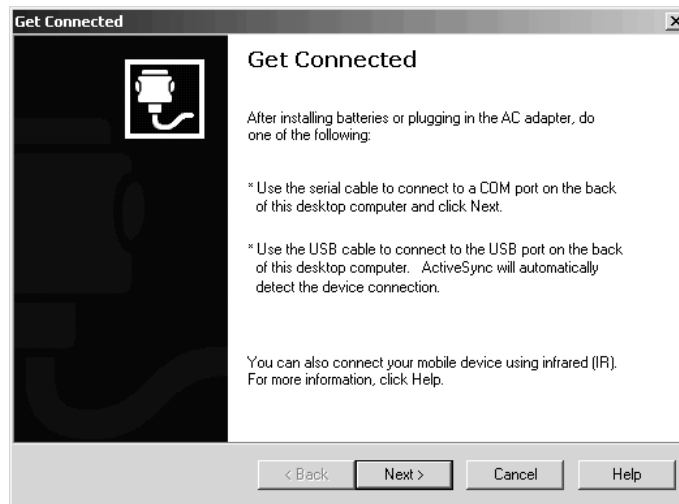 Get Connected
Get Connected
After installing batteries or plugging in the AC adapter, do
one of the following:
* Use the serial cable to connect to a COM port on the back
of this desktop computer and click Next.
* Use the USB cable to connect to the USB port on the back
of this desktop computer. ActiveSync will automatically
detect the device connection.
You can also connect your mobile device using infrared (IR).
For more information, click Help.
< Back Next > Cancel Help